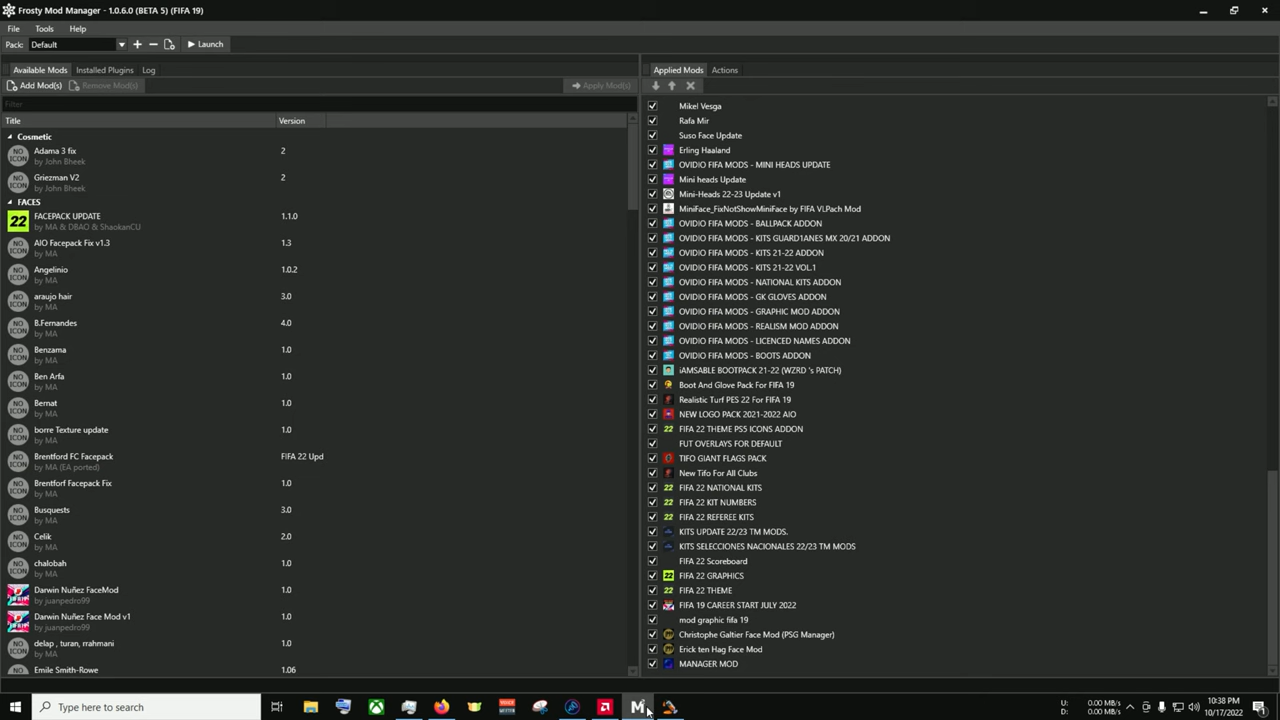 Frosty Mod Manager - 1.0.6.0 (BETA 5) (FIFA 19)
File Tools Help
Pack: Default Launch
Available Mods Installed Plugins Log
Add Mod(s) Remove Mod(s) Apply Mod(s)
Filter
Title Version
Cosmetic
Adama 3 fix 2
by John Bheek
Griezman V2 2
by John Bheek
FACES
FACEPACK UPDATE 1.1.0
by MA & DBAO & ShaokanCU
AIO Facepack Fix v1.3 1.3
by MA
Angelinio 1.0.2
by MA
araujo hair 3.0
by MA
B.Fernandes 4.0
by MA
Benzama 1.0
by MA
Ben Arfa 1.0
by MA
Bernat 1.0
by MA
borre Texture update 1.0
by MA
Brentford FC Facepack FIFA 22 Upd
by MA (EA ported)
Brentforf Facepack Fix 1.0
by MA
Busquests 3.0
by MA
Celik 2.0
by MA
chalobah 1.0
by MA
Darwin Nuñez FaceMod 1.0
by juanpedro99
Darwin Nuñez Face Mod v1 1.0
by juanpedro99
delap , turan, rrahmani 1.0
by MA
Emile Smith-Rowe 1.06
NO ICON
22
Applied Mods Actions
Mikel Vesga
Rafa Mir
Suso Face Update
Erling Haaland
OVIDIO FIFA MODS - MINI HEADS UPDATE
Mini heads Update
Mini-Heads 22-23 Update v1
MiniFace_FixNotShowMiniFace by FIFA VI.Pach Mod
OVIDIO FIFA MODS - BALLPACK ADDON
OVIDIO FIFA MODS - KITS GUARD1ANES MX 20/21 ADDON
OVIDIO FIFA MODS - KITS 21-22 ADDON
OVIDIO FIFA MODS - KITS 21-22 VOL.1
OVIDIO FIFA MODS - NATIONAL KITS ADDON
OVIDIO FIFA MODS - GK GLOVES ADDON
OVIDIO FIFA MODS - GRAPHIC MOD ADDON
OVIDIO FIFA MODS - REALISM MOD ADDON
OVIDIO FIFA MODS - LICENCED NAMES ADDON
OVIDIO FIFA MODS - BOOTS ADDON
iAMSABLE BOOTPACK 21-22 (WZRD 's PATCH)
Boot And Glove Pack For FIFA 19
Realistic Turf PES 22 For FIFA 19
NEW LOGO PACK 2021-2022 AIO
22 FIFA 22 THEME PS5 ICONS ADDON
FUT OVERLAYS FOR DEFAULT
TIFO GIANT FLAGS PACK
New Tifo For All Clubs
22 FIFA 22 NATIONAL KITS
22 FIFA 22 KIT NUMBERS
22 FIFA 22 REFEREE KITS
KITS UPDATE 22/23 TM MODS.
KITS SELECCIONES NACIONALES 22/23 TM MODS
FIFA 22 Scoreboard
22 FIFA 22 GRAPHICS
22 FIFA 22 THEME
FIFA 19 CAREER START JULY 2022
mod graphic fifa 19
Christophe Galtier Face Mod (PSG Manager)
Erick ten Hag Face Mod
MANAGER MOD
Type here to search
M
U: 0.00 MB/s
D: 0.00 MB/s
10:38 PM
10/17/2022
1